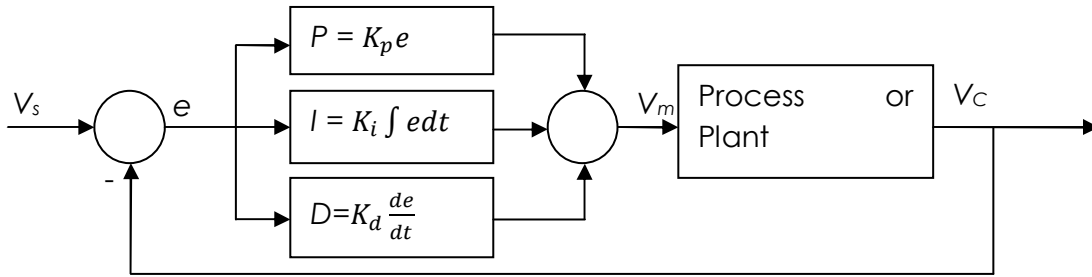 V_s
e
-
P = K_p e
I = K_i ∫ edt
D=K_d de/dt
V_m
Process or
Plant
V_C